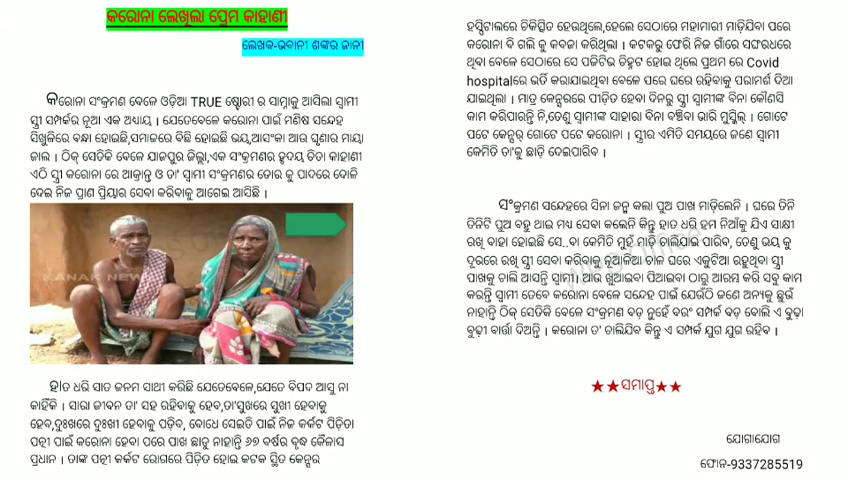 କରୋନା ଲେଖିଲା ପ୍ରେମ କାହାଣୀ
ଲେଖକ-ଭବାନୀ ଶଙ୍କର ଜାନୀ
କରୋନା ସଂକ୍ରମଣ ବେଳେ ଓଡ଼ିଆ TRUE ଷ୍ଟୋରୀ ର ସାମ୍ନାକୁ ଆସିଲା ସ୍ୱାମୀ
ସ୍ତ୍ରୀ ସମ୍ପର୍କର ନୂଆ ଏକ ଅଧ୍ୟାୟ । ଯେତେବେଳେ କରୋନା ପାଇଁ ମଣିଷ ସନ୍ଦେହ
ସିଖୁଳିରେ ବନ୍ଧା ହୋଇଛି,ସମାଜରେ ବିଛି ହୋଇଛି ଭୟ,ଆସଂକା ଆଉ ଘୃଣାର ମାୟା
ଜାଲ । ଠିକ୍ ସେତିକି ବେଳେ ଯାଜପୁର ଜିଲ୍ଲା,ଏକ ସଂକ୍ରମଣର ହୃଦୟ ଚିଡା କାହାଣୀ
ଏଠି ସ୍ତ୍ରୀ କରୋନା ରେ ଆକ୍ରାନ୍ତ ଓ ତା' ସ୍ୱାମୀ ସଂକ୍ରମଣର ଡୋର କୁ ପାଦରେ ଦୋଳି
ଦେଇ ନିଜ ପ୍ରାଣ ପ୍ରିୟାର ସେବା କରିବାକୁ ଆଗେଇ ଆସିଛି ।
KANAK NEWS
ହାତ ଧରି ସାତ ଜନମ ସାଥୀ କରିଛି ଯେତେବେଳେ,ଯେତେ ବିପଦ ଆସୁ ନା
କାହିଁକି । ସାରା ଜୀବନ ତା' ସହ ରହିବାକୁ ହେବ,ତା'ସୁଖରେ ସୁଖୀ ହେବାକୁ
ହେବ,ଦୁଃଖରେ ଦୁଃଖୀ ହେବାକୁ ପଡ଼ିବ, ବୋଧେ ସେଇତି ପାଇଁ ନିଜ କର୍କଟ ପିଡ଼ିତା
ପତ୍ନୀ ପାଇଁ କରୋନା ହେବା ପରେ ପାଖ ଛାଡୁ ନାହାନ୍ତି ୬୭ ବର୍ଷର ବୃଦ୍ଧ କୈଳାସ
ପ୍ରଧାନ । ତାଙ୍କ ପତ୍ନୀ କର୍କଟ ରୋଗରେ ପିଡ଼ିତ ହୋଇ କଟକ ସ୍ଥିତ କେନ୍ସର
ହସ୍ପିଟାଲରେ ଚିକିତ୍ସିତ ହେଉଥିଲେ,ହେଲେ ସେଠାରେ ମହାମାରୀ ମାଡ଼ିଯିବା ପରେ
କରୋନା ବି ଗଲି କୁ କବଜା କରିଥିଲା । କଟକରୁ ଫେରି ନିଜ ଗାଁରେ ସଙ୍ଗରୋଧରେ
ଥିବା ବେଳେ ସେଠାରେ ସେ ପଜିଟିଭ ଚିହ୍ନଟ ହୋଇ ଥିଲେ ପ୍ରଥମ ରେ Covid
hospitalରେ ଭର୍ତି କରାଯାଇଥିବା ବେଳେ ପରେ ଘରେ ରହିବାକୁ ପରାମର୍ଶ ଦିଆ
ଯାଇଥିଲା । ମାତ୍ର କେନ୍ସରରେ ପୀଡ଼ିତ ହେବା ଦିନରୁ ସ୍ତ୍ରୀ ସ୍ୱାମୀଙ୍କ ବିନା କୌଣସି
କାମ କରିପାରନ୍ତି ନି,ତେଣୁ ସ୍ୱାମୀଙ୍କ ସାହାରା ବିନା ବଞ୍ଚିବା ଭାରି ମୁସ୍କିଲ୍ । ଗୋଟେ
ପଟେ କେନ୍ସର୍ ଗୋଟେ ପଟେ କରୋନା । ସ୍ତ୍ରୀର ଏମିତି ସମୟରେ ଜଣେ ସ୍ୱାମୀ
କେମିତି ତା'କୁ ଛାଡ଼ି ଦେଇପାରିବ ।
ସଂକ୍ରମଣ ସନ୍ଦେହରେ ସିନା ଜନ୍ମ କଲା ପୁଅ ପାଖ ମାଡ଼ିଲେନି । ଘରେ ତିନି
ତିନିଟି ପୁଅ ବହୁ ଥାଇ ମଧ୍ୟ ସେବା କଲେନି କିନ୍ତୁ ହାତ ଧରି ହମ ନିଆଁକୁ ଯିଏ ସାକ୍ଷୀ
ରଖି ବାହା ହୋଇଛି ସେ..ବା କେମିତି ମୁହଁ ମାଡ଼ି ଚାଲିଯାଇ ପାରିବ, ତେଣୁ ଭୟ କୁ
ଦୂଭରେ ରଖି ସ୍ତ୍ରୀ ସେବା କରିବାକୁ ନୂଆଳିଆ ଚାଳ ଘରେ ଏକୁଟିଆ ରହୁଥିବା ସ୍ତ୍ରୀ
ପାଖକୁ ଚାଲି ଆସନ୍ତି ସ୍ୱାମୀ। ଆଉ ଖୁଆଇବା ପିଆଇବା ଠାରୁ ଆରମ୍ଭ କରି ସବୁ କାମ
କରନ୍ତି ସ୍ୱାମୀ ତେବେ କରୋନା ବେଳେ ସନ୍ଦେହ ପାଇଁ ଯେଉଁଠି ଜଣେ ଅନ୍ୟକୁ ଛୁଇଁ
ନାହାନ୍ତି ଠିକ୍ ସେତିକି ବେଳେ ସଂକ୍ରମଣ ବଡ଼ ନୁହେଁ ବରଂ ସମ୍ପର୍କ ବଡ଼ ବୋଲି ଏ ବୁଢ଼ା
ବୁଢ଼ୀ ବାର୍ତ୍ତା ଦିଅନ୍ତି । କରୋନା ତ' ଚାଲିଯିବ କିନ୍ତୁ ଏ ସମ୍ପର୍କ ଯୁଗ ଯୁଗ ରହିବ ।
★★ସମାପ୍ତ★★
ଯୋଗାଯୋଗ
ଫୋନ-9337285519